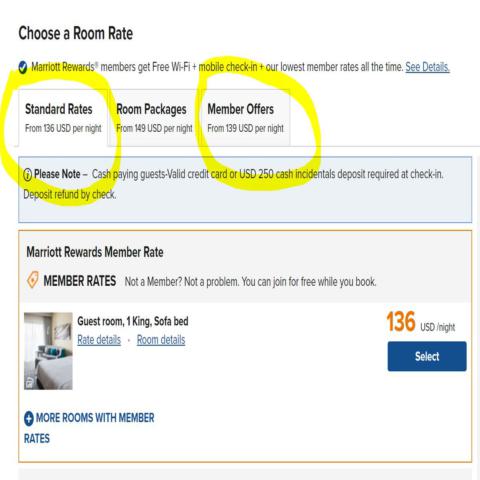 Choose a Room Rate
Marriott Rewards® members get Free Wi-Fi + mobile check-in + our lowest member rates all the time. See Details.
Standard Rates
From 136 USD per night
Room Packages
From 149 USD per night
Member Offers
From 139 USD per night
Please Note – Cash paying guests-Valid credit card or USD 250 cash incidentals deposit required at check-in.
Deposit refund by check.
Marriott Rewards Member Rate
MEMBER RATES Not a Member? Not a problem. You can join for free while you book.
Guest room, 1 King, Sofa bed
Rate details · Room details
136 USD /night
Select
MORE ROOMS WITH MEMBER
RATES